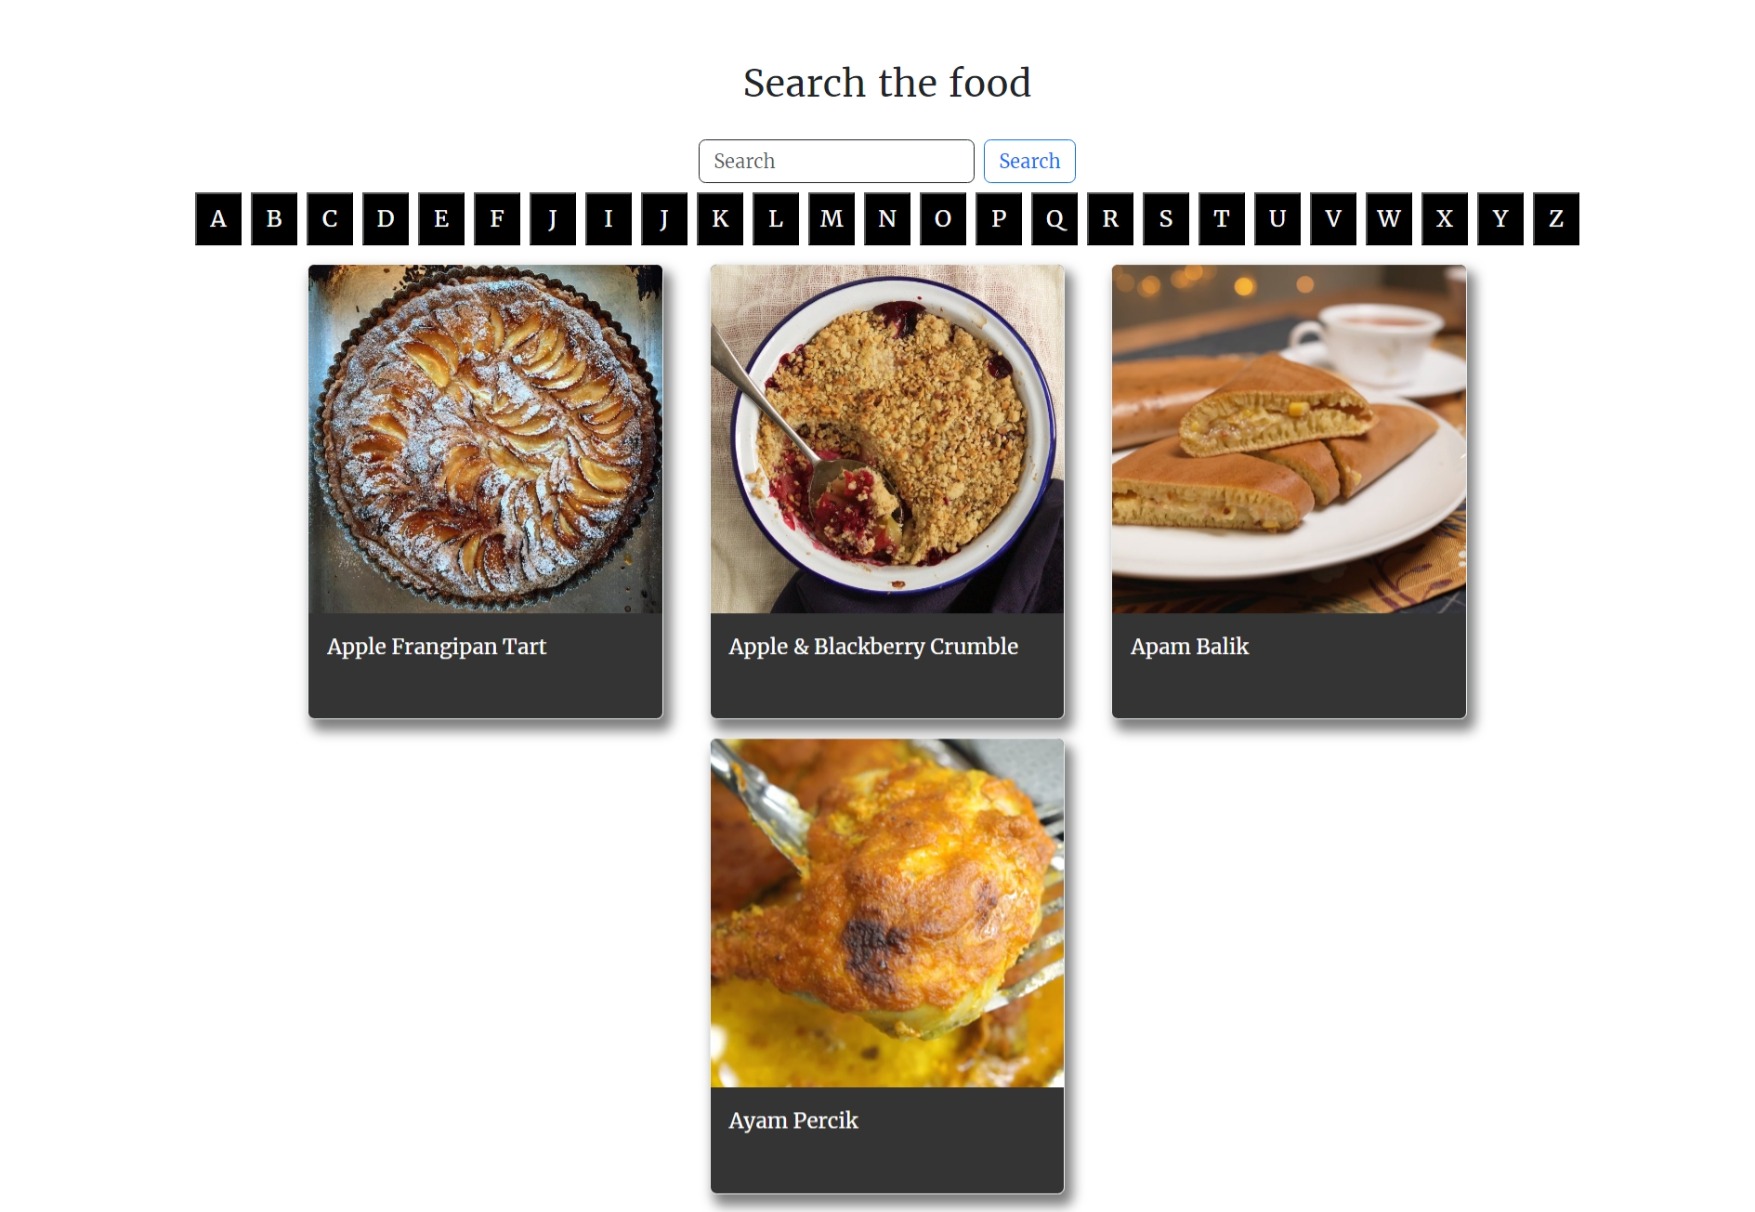 Search the food
Search Search
A B C D E F J I J K L M N O P Q R S T U V W X Y Z
Apple Frangipan Tart Apple & Blackberry Crumble Apam Balik
Ayam Percik